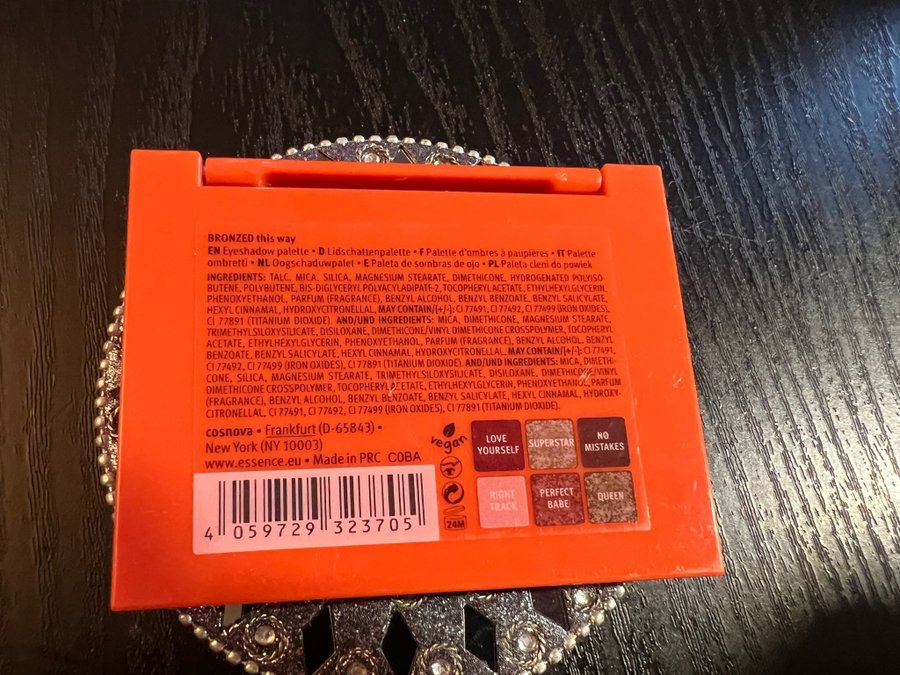 BRONZED this way
EN Eyeshadow palette • D Lidschattenpalette • F Palette d'ombres à paupières • IT Palette
ombretti • NL Oogschaduwpalet • E Paleta de sombras de ojo • PL Paleta cieni do powiek
INGREDIENTS: TALC, MICA, SILICA, MAGNESIUM STEARATE, DIMETHICONE, HYDROGENATED POLYISO-
BUTENE, POLYBUTENE, BIS-DIGLYCERYL POLYACYLADIPATE-2, TOCOPHERYL ACETATE, ETHYLHEXYLGLYCERIN,
PHENOXYETHANOL, PARFUM (FRAGRANCE), BENZYL ALCOHOL, BENZYL BENZOATE, BENZYL SALICYLATE,
HEXYL CINNAMAL, HYDROXYCITRONELLAL, MAY CONTAIN/[+/-]: CI 77491, CI 77492, CI 77499 (IRON OXIDES),
CI 77891 (TITANIUM DIOXIDE). AND/UND INGREDIENTS: MICA, DIMETHICONE, MAGNESIUM STEARATE,
TRIMETHYLSILOXYSILICATE, DISILOXANE, DIMETHICONE/VINYL DIMETHICONE CROSSPOLYMER, TOCOPHERYL
ACETATE, ETHYLHEXYLGLYCERIN, PHENOXYETHANOL, PARFUM (FRAGRANCE), BENZYL ALCOHOL, BENZYL
BENZOATE, BENZYL SALICYLATE, HEXYL CINNAMAL, HYDROXYCITRONELLAL, MAY CONTAIN/[+/-]: CI 77491,
CI 77492, CI 77499 (IRON OXIDES), CI 77891 (TITANIUM DIOXIDE). AND/UND INGREDIENTS: MICA, DIMETHI-
CONE, SILICA, MAGNESIUM STEARATE, TRIMETHYLSILOXYSILICATE, DISILOXANE, DIMETHICONE/VINYL
DIMETHICONE CROSSPOLYMER, TOCOPHERYL ACETATE, ETHYLHEXYLGLYCERIN, PHENOXYETHANOL, PARFUM
(FRAGRANCE), BENZYL ALCOHOL, BENZYL BENZOATE, BENZYL SALICYLATE, HEXYL CINNAMAL, HYDROXY-
CITRONELLAL, CI 77491, CI 77492, CI 77499 (IRON OXIDES), CI 77891 (TITANIUM DIOXIDE).
cosnova • Frankfurt (D-65843) •
New York (NY 10003)
www.essence.eu • Made in PRC C0BA
4 059729 323705
vegan
24M
LOVE
YOURSELF
SUPERSTAR
NO
MISTAKES
RIGHT
TRACK
PERFECT
BABE
QUEEN